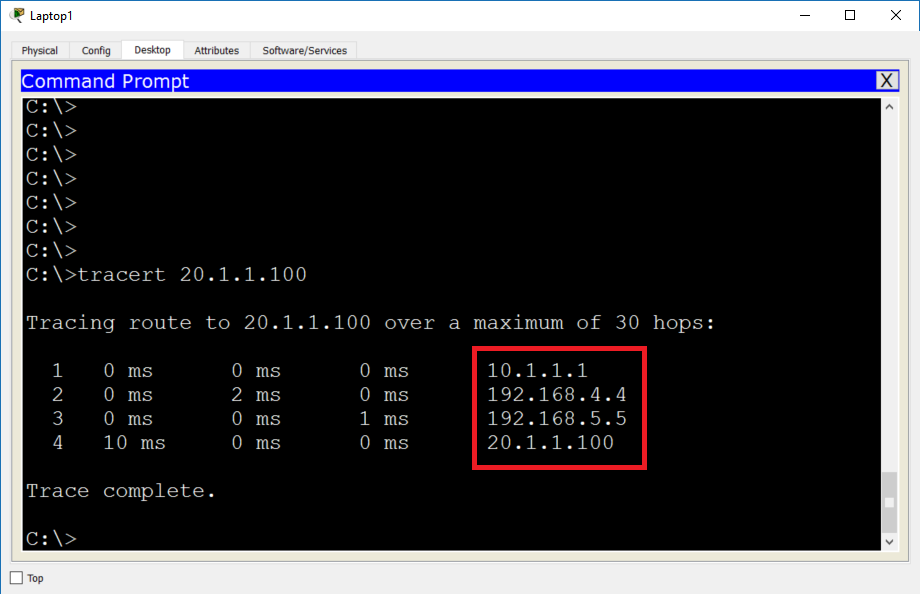 Laptop1
Physical Config Desktop Attributes Software/Services
Command Prompt X
C:\>
C:\>
C:\>
C:\>
C:\>
C:\>
C:\>
C:\>tracert 20.1.1.100
Tracing route to 20.1.1.100 over a maximum of 30 hops:
1 0 ms 0 ms 0 ms 10.1.1.1
2 0 ms 2 ms 0 ms 192.168.4.4
3 0 ms 0 ms 1 ms 192.168.5.5
4 10 ms 0 ms 0 ms 20.1.1.100
Trace complete.
C:\>
Top